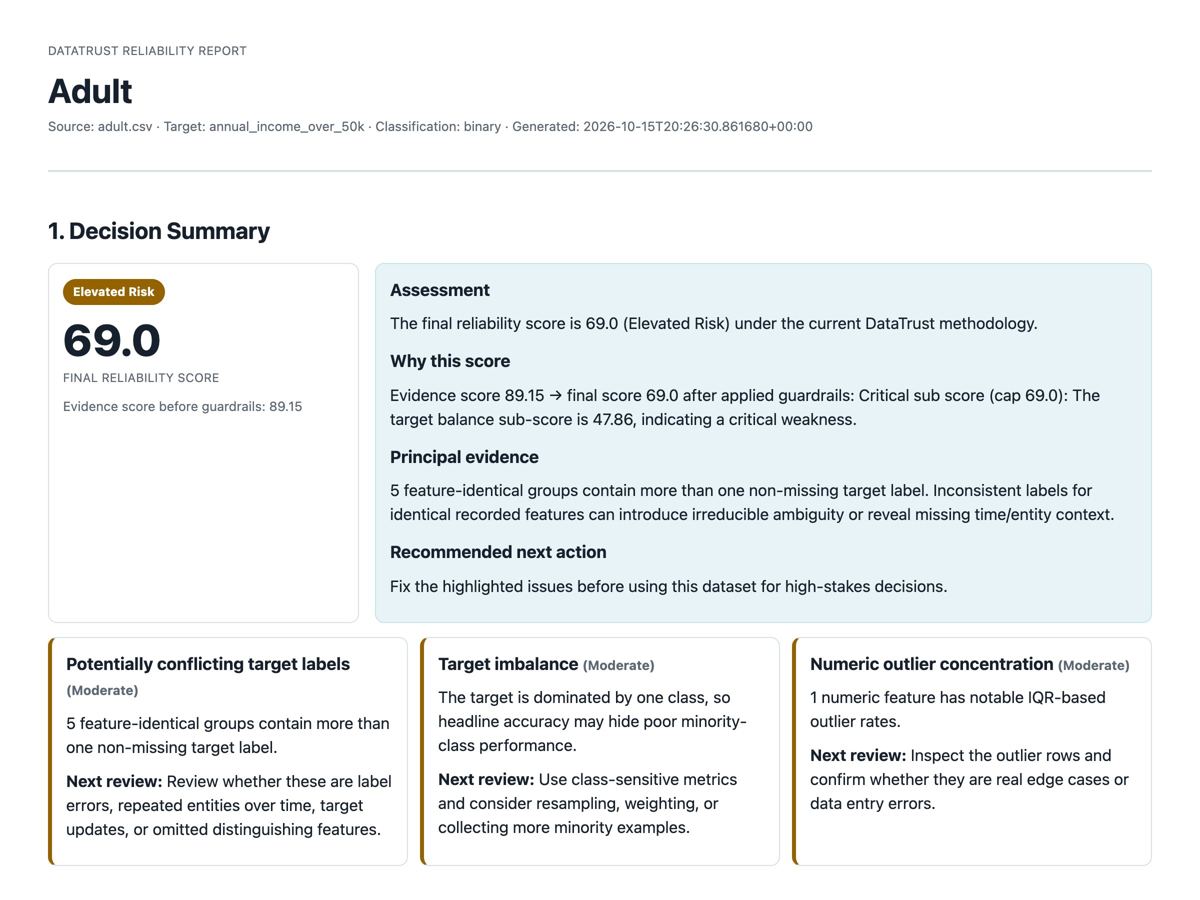 DATATRUST RELIABILITY REPORT
Adult
Source: adult.csv · Target: annual_income_over_50k · Classification: binary · Generated: 2026-10-15T20:26:30.861680+00:00
1. Decision Summary
Elevated Risk
69.0
FINAL RELIABILITY SCORE
Evidence score before guardrails: 89.15
Assessment
The final reliability score is 69.0 (Elevated Risk) under the current DataTrust methodology.
Why this score
Evidence score 89.15 → final score 69.0 after applied guardrails: Critical sub score (cap 69.0): The
target balance sub-score is 47.86, indicating a critical weakness.
Principal evidence
5 feature-identical groups contain more than one non-missing target label. Inconsistent labels for
identical recorded features can introduce irreducible ambiguity or reveal missing time/entity context.
Recommended next action
Fix the highlighted issues before using this dataset for high-stakes decisions.
Potentially conflicting target labels
(Moderate)
5 feature-identical groups contain more than
one non-missing target label.
Next review: Review whether these are label
errors, repeated entities over time, target
updates, or omitted distinguishing features.
Target imbalance (Moderate)
The target is dominated by one class, so
headline accuracy may hide poor minority-
class performance.
Next review: Use class-sensitive metrics
and consider resampling, weighting, or
collecting more minority examples.
Numeric outlier concentration (Moderate)
1 numeric feature has notable IQR-based
outlier rates.
Next review: Inspect the outlier rows and
confirm whether they are real edge cases or
data entry errors.